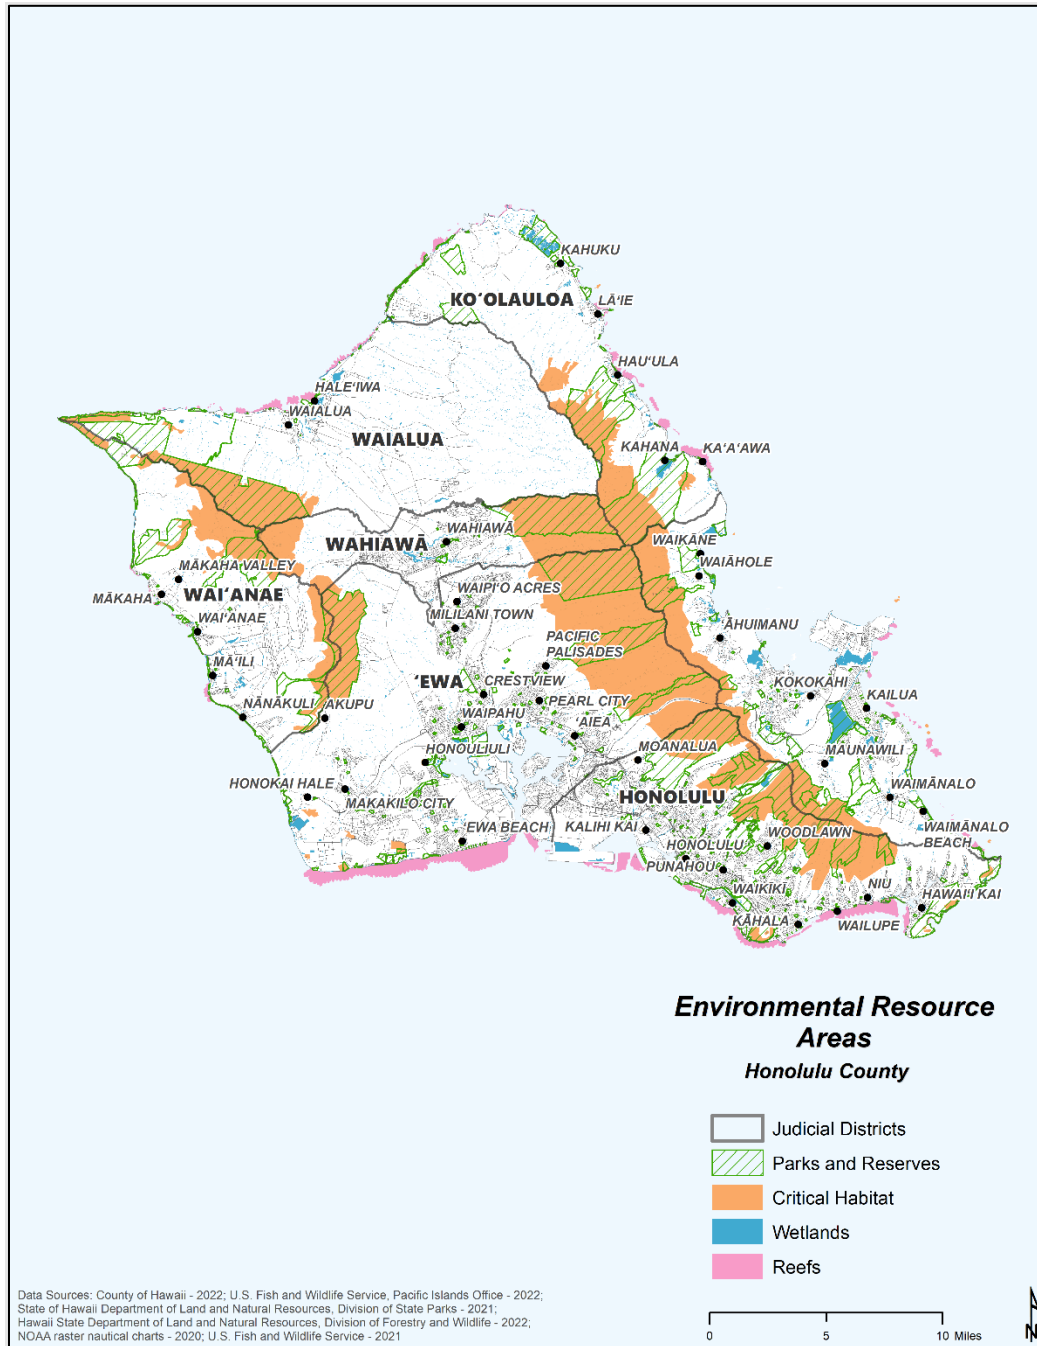 KAHUKU
KO‘OLAULOA
LĀ‘IE
HAU‘ULA
HALE‘IWA
WAIALUA
WAIALUA
KAHANA
KA‘A‘AWA
WAHIAWĀ
WAHIAWĀ
WAIKĀNE
WAIĀHOLE
MĀKAHA VALLEY
MĀKAHA
WAI‘ANAE
WAIPI‘O ACRES
WAI‘ANAE
MILILANI TOWN
ĀHUIMANU
PACIFIC
PALISADES
MĀ‘ILI
‘EWA
CRESTVIEW
KOKOKAHI
KAILUA
NĀNĀKULI
AKUPU
PEARL CITY
WAIPAHU
‘AIEA
HONOULIULI
MOANALUA
MAUNAWILI
HONOKAI HALE
MAKAKILO CITY
HONOLULU
WAIMĀNALO
‘EWA BEACH
KALIHI KAI
WOODLAWN
WAIMĀNALO
BEACH
HONOLULU
PUNAHOU
WAIKĪKĪ
NIU
HAWAI‘I KAI
KĀHALA
WAILUPE
Environmental Resource
Areas
Honolulu County
Judicial Districts
Parks and Reserves
Critical Habitat
Wetlands
Reefs
Data Sources: County of Hawaii - 2022; U.S. Fish and Wildlife Service, Pacific Islands Office - 2022;
State of Hawaii Department of Land and Natural Resources, Division of State Parks - 2021;
Hawaii State Department of Land and Natural Resources, Division of Forestry and Wildlife - 2022;
NOAA raster nautical charts - 2020; U.S. Fish and Wildlife Service - 2021
0 5 10 Miles
N